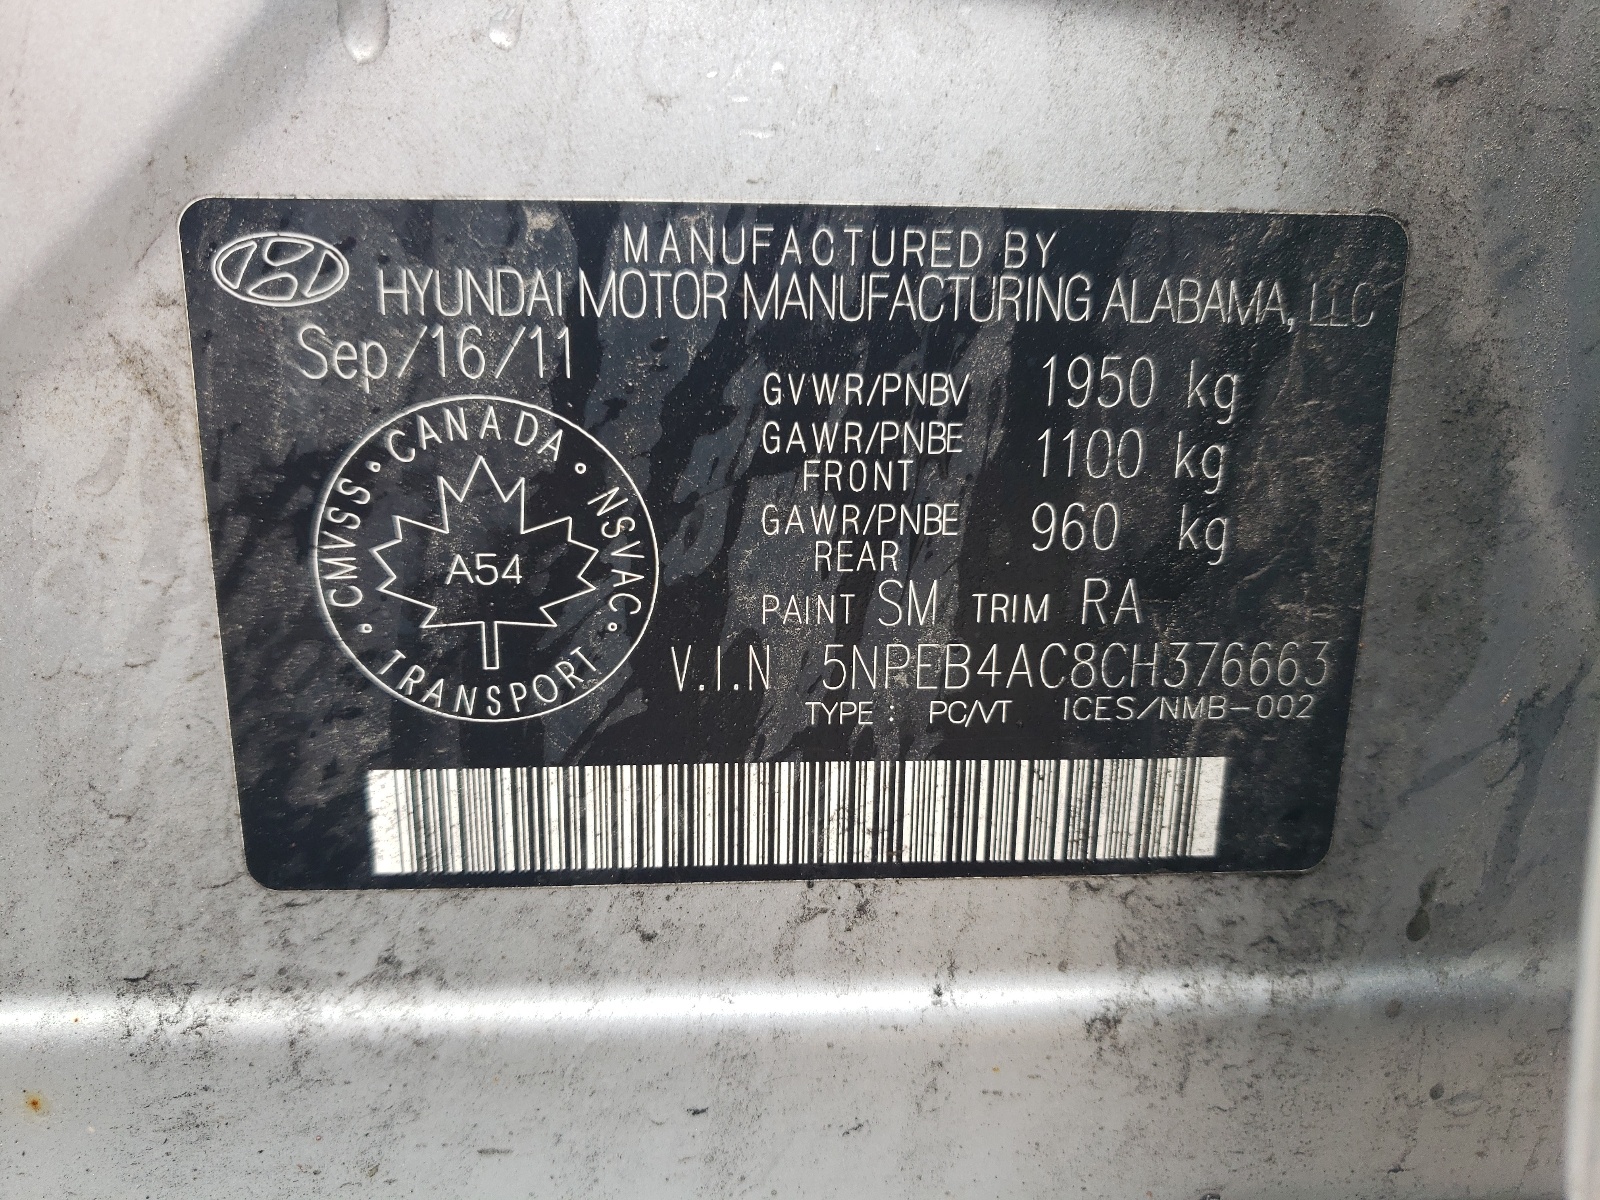 MANUFACTURED BY
HYUNDAI MOTOR MANUFACTURING ALABAMA, LLC
Sep/16/11
GVWR/PNBV 1950 kg
GAWR/PNBE FRONT 1100 kg
GAWR/PNBE REAR 960 kg
PAINT SM TRIM RA
V.I.N 5NPEB4AC8CH376663
TYPE : PC/VT ICES/NMB-002
CANADA
CMVSS
NSVAC
A54
TRANSPORT